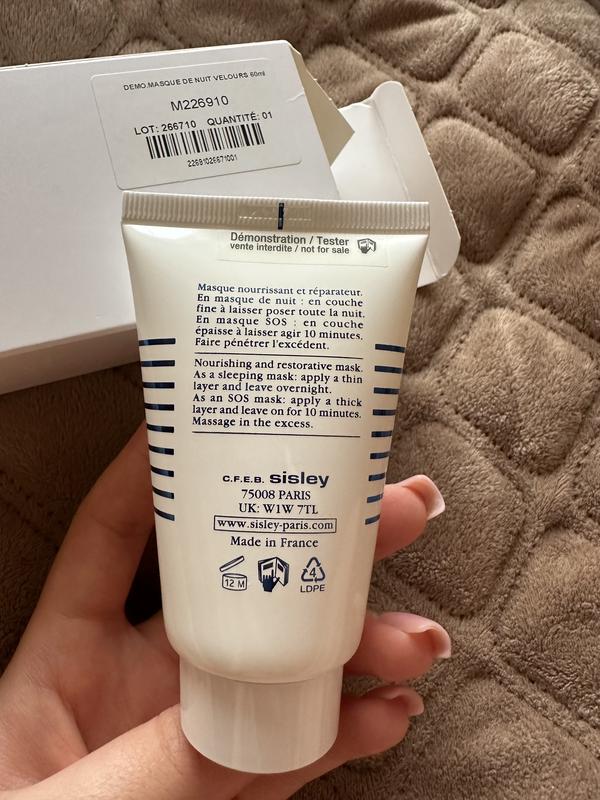 DEMO.MASQUE DE NUIT VELOURS 60ml
M226910
LOT: 266710 QUANTITÉ: 01
22691026671001
Démonstration / Tester
vente interdite / not for sale
Masque nourrissant et réparateur.
En masque de nuit : en couche
fine à laisser poser toute la nuit.
En masque SOS : en couche
épaisse à laisser agir 10 minutes.
Faire pénétrer l'excédent.
Nourishing and restorative mask.
As a sleeping mask: apply a thin
layer and leave overnight.
As an SOS mask: apply a thick
layer and leave on for 10 minutes.
Massage in the excess.
C.F.E.B. sisley
75008 PARIS
UK: W1W 7TL
www.sisley-paris.com
Made in France
12 M
4
LDPE